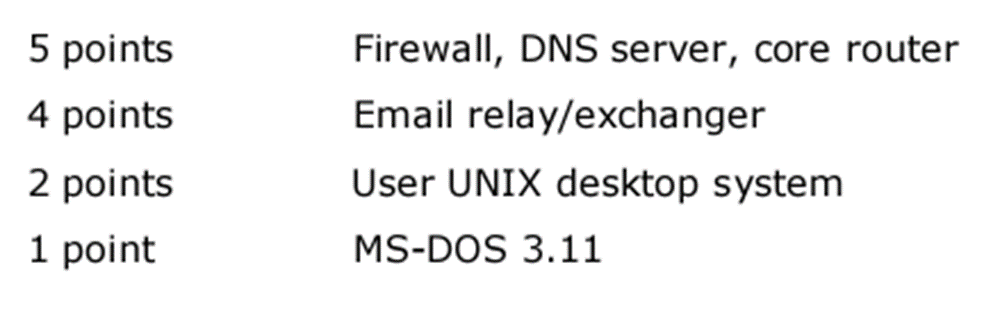 5 points Firewall, DNS server, core router
4 points Email relay/exchanger
2 points User UNIX desktop system
1 point MS-DOS 3.11